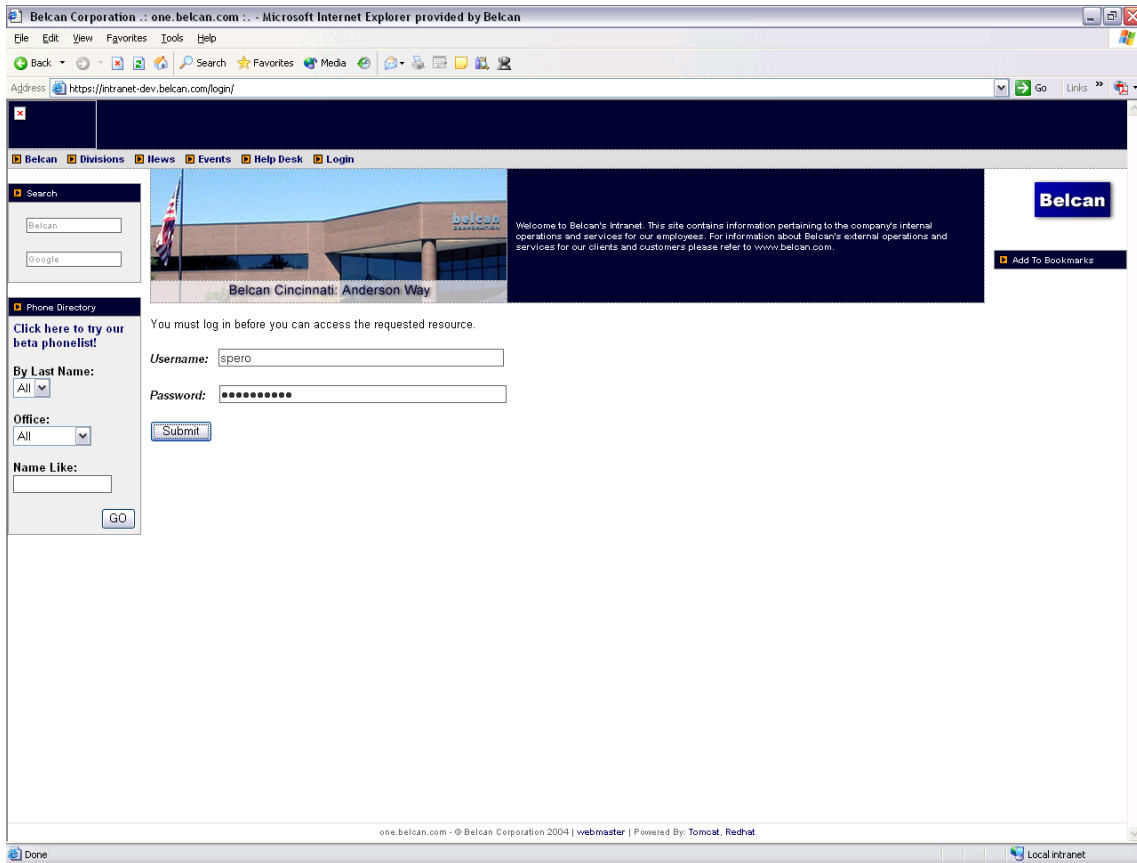 Belcan Corporation .: one.belcan.com :. - Microsoft Internet Explorer provided by Belcan
File Edit View Favorites Tools Help
Back Search Favorites Media
Address https://intranet-dev.belcan.com/login/ Go Links »
Belcan Divisions News Events Help Desk Login
Search
Belcan
Google
Phone Directory
Click here to try our
beta phonelist!
By Last Name:
All
Office:
All
Name Like:
GO
belcan
CORPORATION
Belcan Cincinnati: Anderson Way
Welcome to Belcan's Intranet. This site contains information pertaining to the company's internal
operations and services for our employees. For information about Belcan's external operations and
services for our clients and customers please refer to www.belcan.com.
Belcan
Add To Bookmarks
You must log in before you can access the requested resource.
Username: spero
Password: ●●●●●●●●●●
Submit
one.belcan.com - © Belcan Corporation 2004 | webmaster | Powered By: Tomcat, Redhat
Done Local intranet